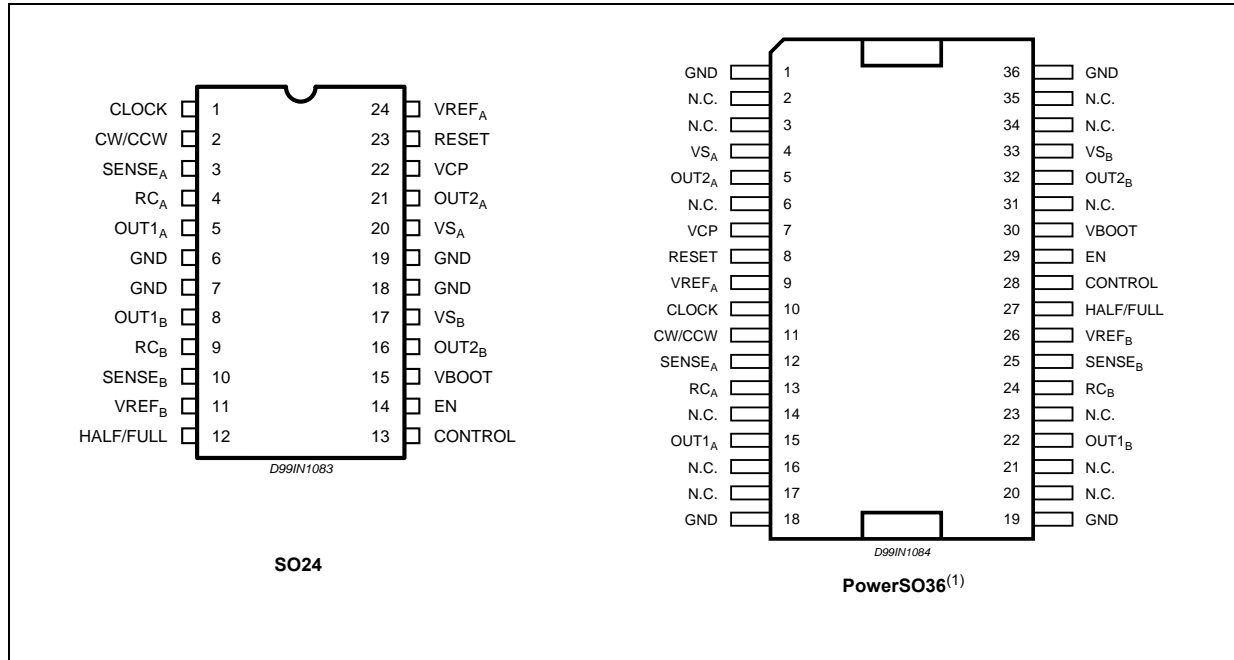 CLOCK 1 24 VREFA
CW/CCW 2 23 RESET
SENSEA 3 22 VCP
RCA 4 21 OUT2A
OUT1A 5 20 VSA
GND 6 19 GND
GND 7 18 GND
OUT1B 8 17 VSB
RCB 9 16 OUT2B
SENSEB 10 15 VBOOT
VREFB 11 14 EN
HALF/FULL 12 13 CONTROL
D99IN1083
SO24
GND 1 36 GND
N.C. 2 35 N.C.
N.C. 3 34 N.C.
VSA 4 33 VSB
OUT2A 5 32 OUT2B
N.C. 6 31 N.C.
VCP 7 30 VBOOT
RESET 8 29 EN
VREFA 9 28 CONTROL
CLOCK 10 27 HALF/FULL
CW/CCW 11 26 VREFB
SENSEA 12 25 SENSEB
RCA 13 24 RCB
N.C. 14 23 N.C.
OUT1A 15 22 OUT1B
N.C. 16 21 N.C.
N.C. 17 20 N.C.
GND 18 19 GND
D99IN1084
PowerSO36(1)